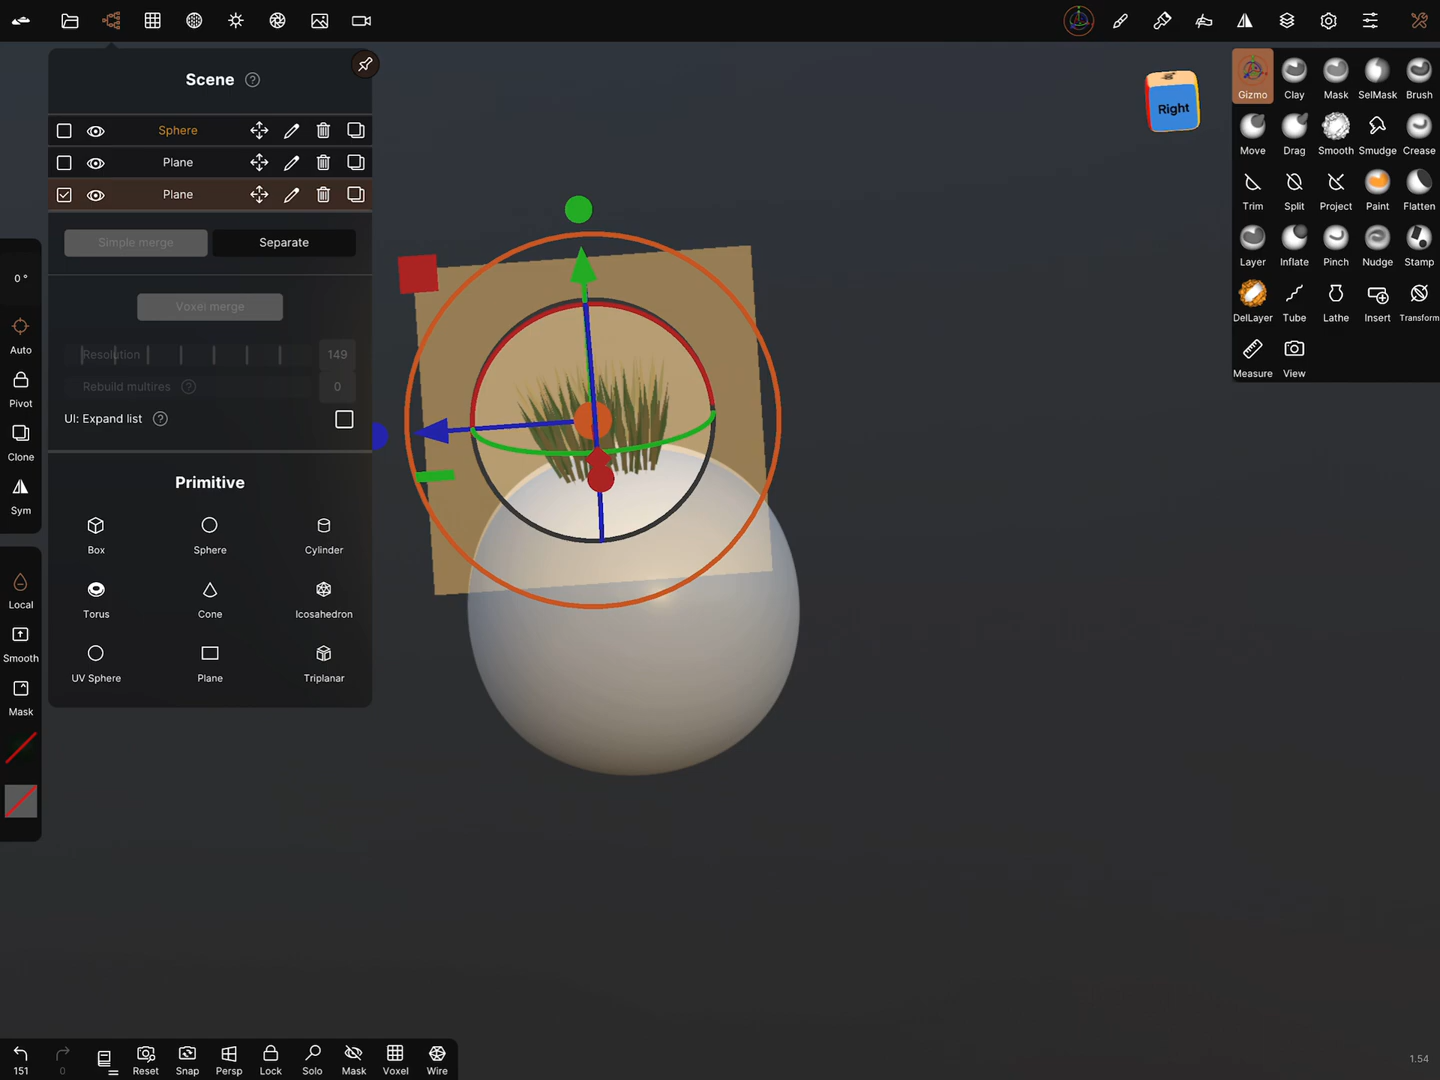 Scene
Sphere
Plane
Plane
Simple merge
Separate
Voxel merge
Resolution
149
Rebuild multires
0
UI: Expand list
Primitive
Box
Sphere
Cylinder
Torus
Cone
Icosahedron
UV Sphere
Plane
Triplanar
0 °
Auto
Pivot
Clone
Sym
Local
Smooth
Mask
Right
Gizmo
Clay
Mask
SelMask
Brush
Move
Drag
Smooth
Smudge
Crease
Trim
Split
Project
Paint
Flatten
Layer
Inflate
Pinch
Nudge
Stamp
DelLayer
Tube
Lathe
Insert
Transform
Measure
View
151
0
Reset
Snap
Persp
Lock
Solo
Mask
Voxel
Wire
1.54